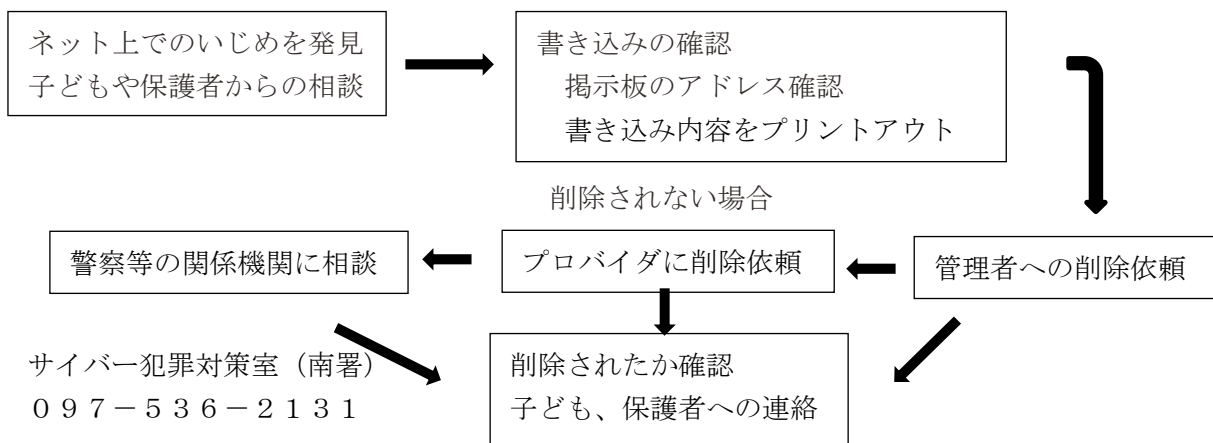 ネット上でのいじめを発見
子どもや保護者からの相談
書き込みの確認
掲示板のアドレス確認
書き込み内容をプリントアウト
削除されない場合
警察等の関係機関に相談
プロバイダに削除依頼
管理者への削除依頼
サイバー犯罪対策室（南署）
０９７－５３６－２１３１
削除されたか確認
子ども、保護者への連絡